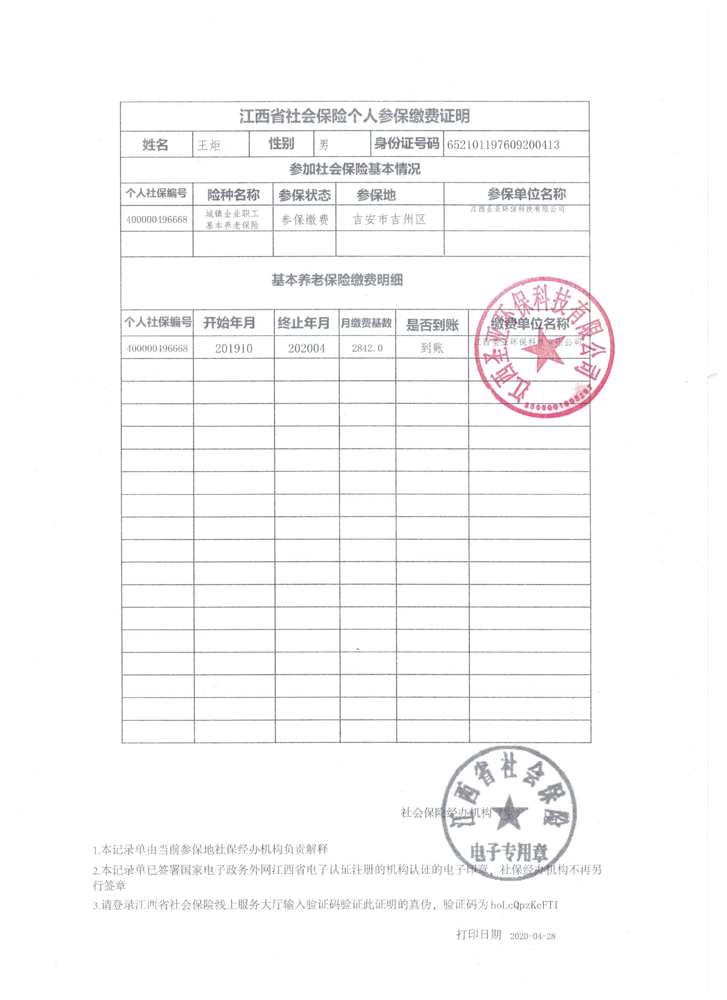 江西省社会保险个人参保缴费证明
姓名 王炬 性别 男 身份证号码 652101197609200413
参加社会保险基本情况
个人社保编号 险种名称 参保状态 参保地 参保单位名称
400000496668 城镇企业职工 参保缴费 吉安市吉州区 江西圣亚环保科技有限公司
基本养老保险
基本养老保险缴费明细
个人社保编号 开始年月 终止年月 月缴费基数 是否到账 缴费单位名称
400000496668 201910 202004 2842.0 到账 江西圣亚环保科技有限公司
江西圣亚环保科技有限公司
江西省社会保险
社会保险经办机构
电子专用章
1.本记录单由当前参保地社保经办机构负责解释
2.本记录单已签署国家电子政务外网江西省电子认证注册的机构认证的电子印章，社保经办机构不再另
行签章
3.请登录江西省社会保险线上服务大厅输入验证码验证此证明的真伪，验证码为hoLcQpzKcFTI
打印日期 2020-04-28